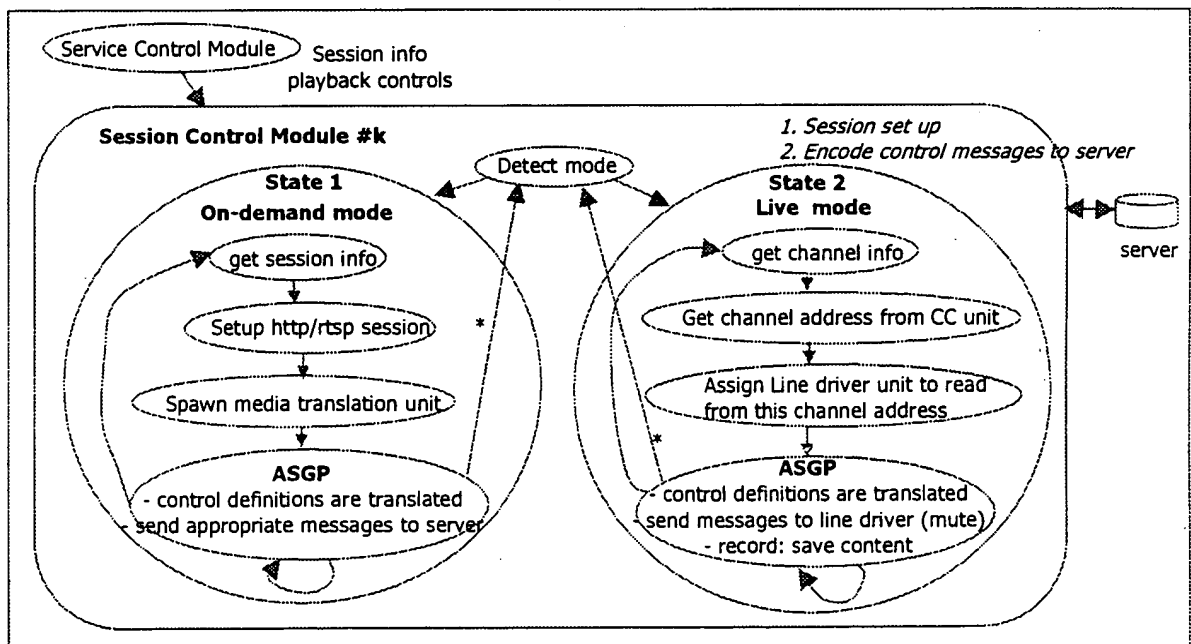 Service Control Module
Session info
playback controls
Session Control Module #k
1. Session set up
2. Encode control messages to server
Detect mode
State 1
On-demand mode
get session info
Setup http/rtsp session
*
Spawn media translation unit
ASGP
- control definitions are translated
- send appropriate messages to server
State 2
Live mode
get channel info
Get channel address from CC unit
Assign Line driver unit to read
from this channel address
*
ASGP
- control definitions are translated
- send messages to line driver (mute)
- record: save content
server